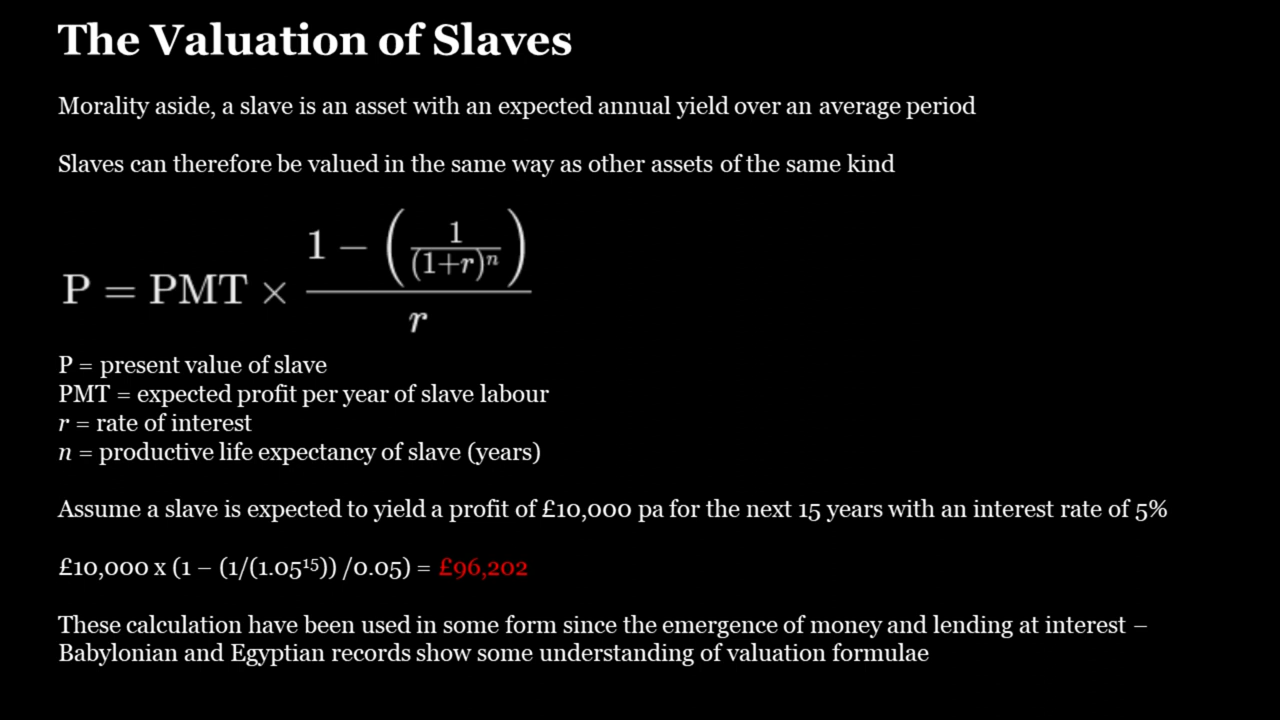 The Valuation of Slaves
Morality aside, a slave is an asset with an expected annual yield over an average period
Slaves can therefore be valued in the same way as other assets of the same kind
P = PMT × (1 − (1/(1+r)ⁿ))/r
P = present value of slave
PMT = expected profit per year of slave labour
r = rate of interest
n = productive life expectancy of slave (years)
Assume a slave is expected to yield a profit of £10,000 pa for the next 15 years with an interest rate of 5%
£10,000 x (1 – (1/(1.05¹⁵)) /0.05) = £96,202
These calculation have been used in some form since the emergence of money and lending at interest –
Babylonian and Egyptian records show some understanding of valuation formulae